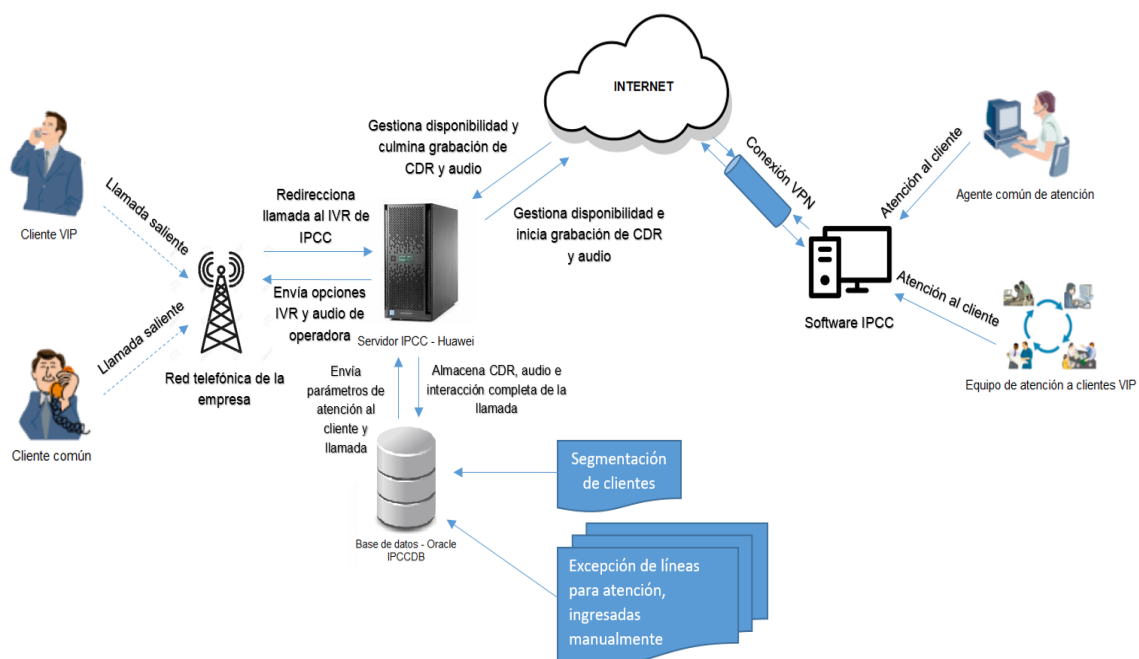 INTERNET
Gestiona disponibilidad y
culmina grabación de
CDR y audio
Conexión VPN
Atención al cliente
Agente común de atención
Cliente VIP
Llamada saliente
Redirecciona
llamada al IVR de
IPCC
Gestiona disponibilidad e
inicia grabación de CDR
y audio
Envía opciones
IVR y audio de
operadora
Servidor IPCC - Huawei
Software IPCC
Atención al cliente
Equipo de atención a clientes VIP
Llamada saliente
Red telefónica de la
empresa
Cliente común
Envía
parámetros de
atención al
cliente y
llamada
Almacena CDR, audio e
interacción completa de la
llamada
Segmentación
de clientes
Base de datos - Oracle
IPCCDB
Excepción de líneas
para atención,
ingresadas
manualmente